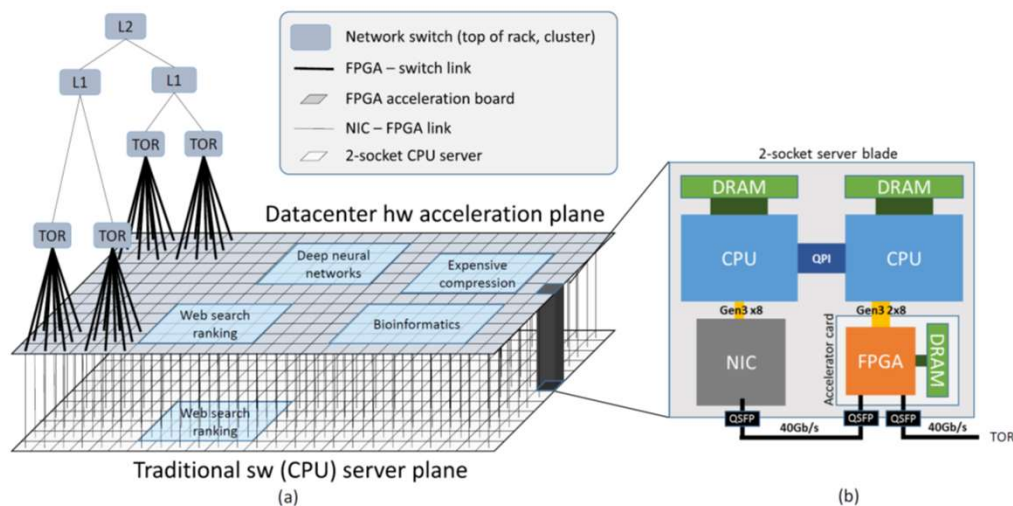 L2
L1
L1
TOR
TOR
TOR
TOR
Network switch (top of rack, cluster)
FPGA – switch link
FPGA acceleration board
NIC – FPGA link
2-socket CPU server
Datacenter hw acceleration plane
Deep neural
networks
Expensive
compression
Web search
ranking
Bioinformatics
Web search
ranking
Traditional sw (CPU) server plane
(a)
2-socket server blade
DRAM
DRAM
CPU
QPI
CPU
Gen3 x8
Gen3 2x8
NIC
Accelerator card
FPGA
DRAM
QSFP
QSFP
QSFP
40Gb/s
40Gb/s
TOR
(b)